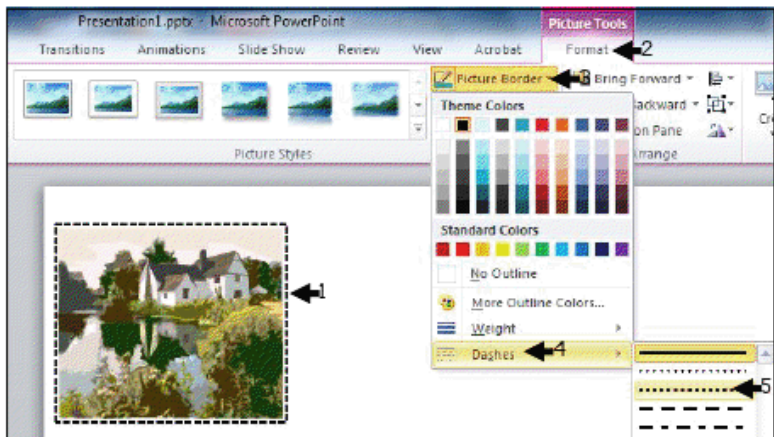 Presentation1.pptx - Microsoft PowerPoint
Picture Tools
Transitions Animations Slide Show Review View Acrobat Format 2
Picture Border 3 Bring Forward
Theme Colors
Backward
on Pane
Picture Styles
Arrange
Standard Colors
No Outline
More Outline Colors...
Weight
Dashes 4
1
5